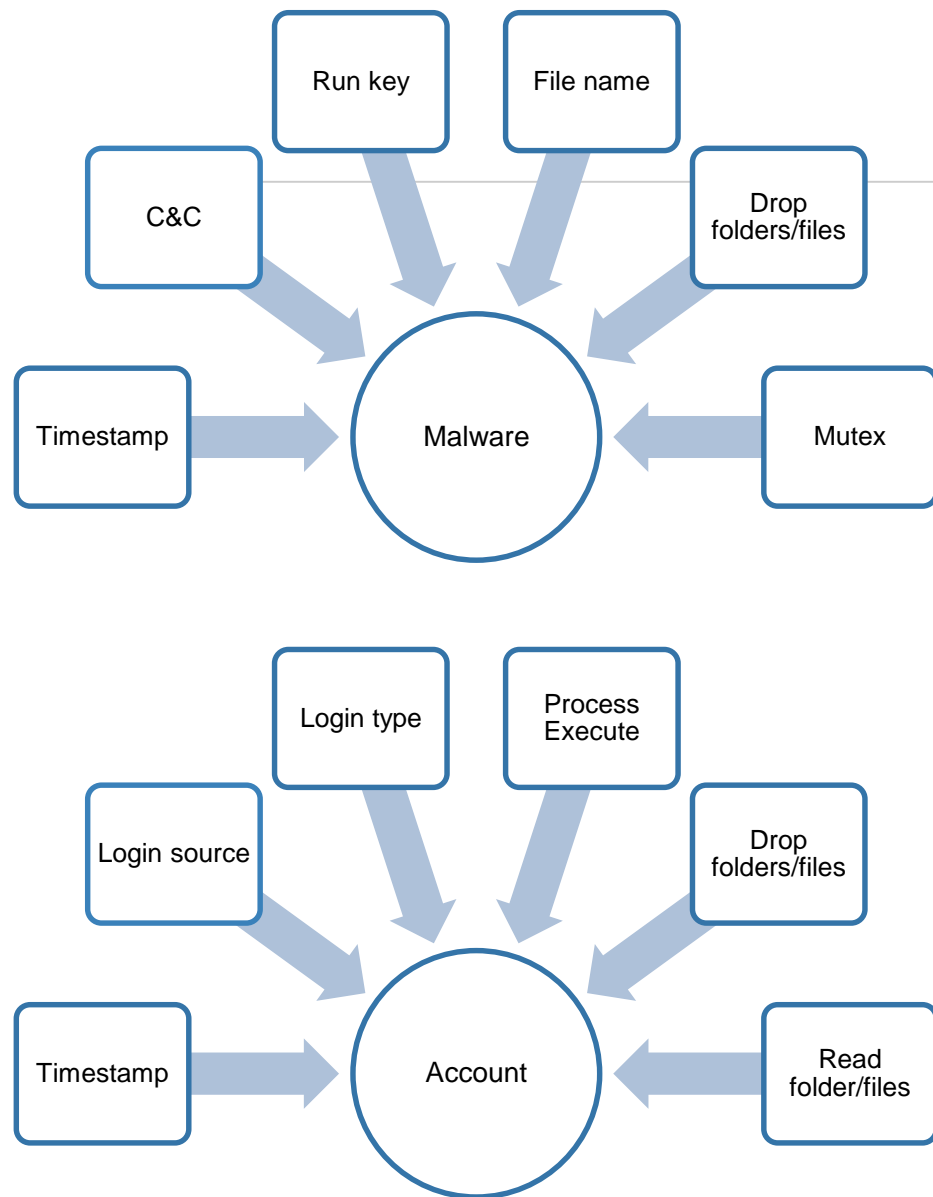 Run key
File name
C&C
Drop
folders/files
Timestamp
Malware
Mutex
Login type
Process
Execute
Login source
Drop
folders/files
Timestamp
Account
Read
folder/files